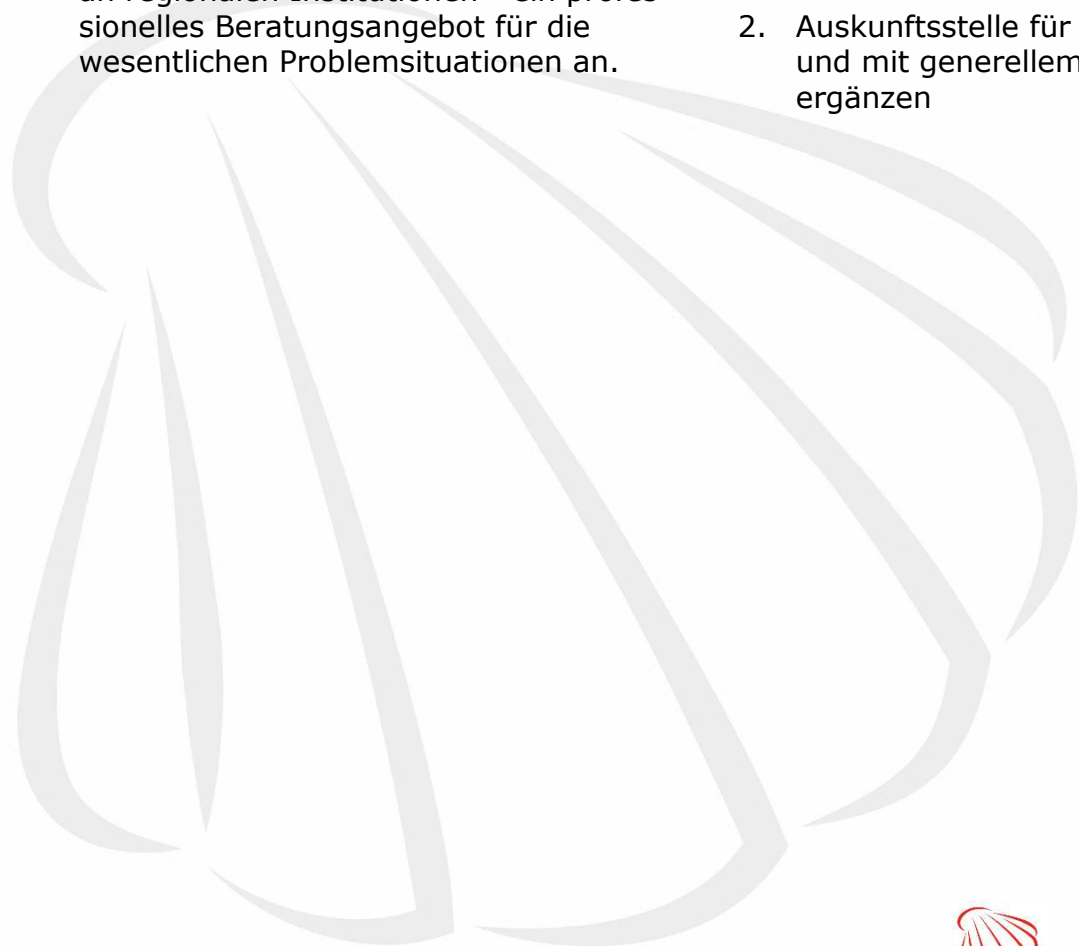 sionelles Beratungsangebot für die
wesentlichen Problemsituationen an.
2. Auskunftsstelle für
und mit generellem
ergänzen